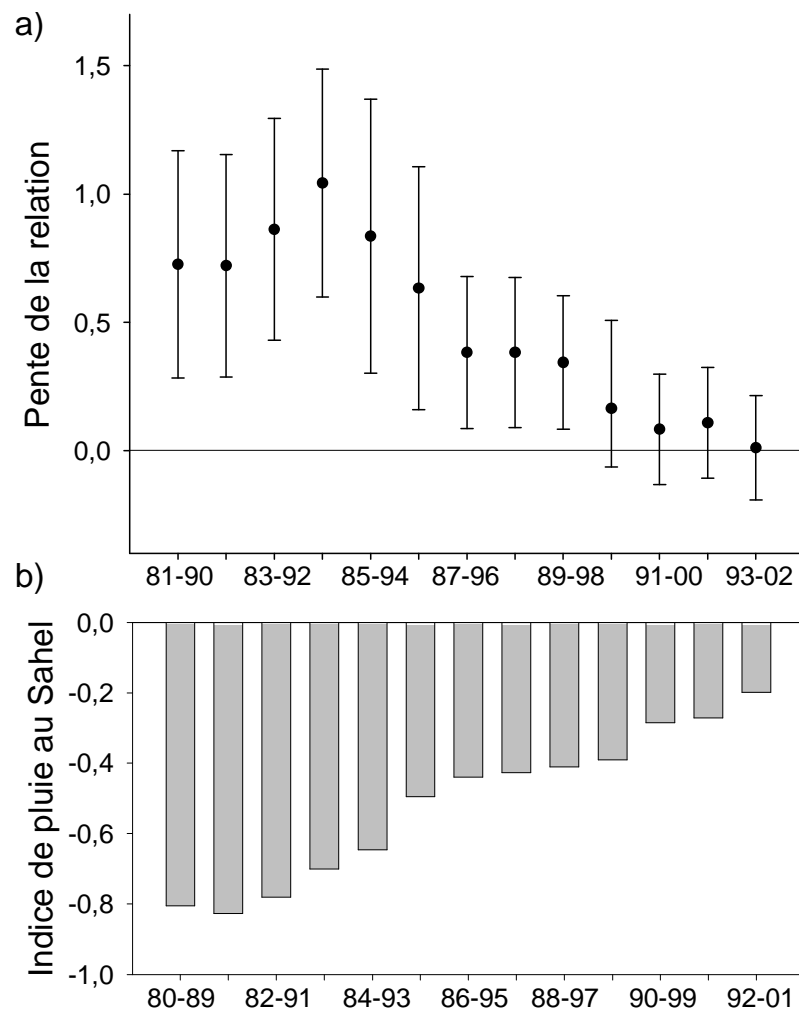 a)
Pente de la relation
1,5
1,0
0,5
0,0
81-90 83-92 85-94 87-96 89-98 91-00 93-02
b)
Indice de pluie au Sahel
0,0
-0,2
-0,4
-0,6
-0,8
-1,0
80-89 82-91 84-93 86-95 88-97 90-99 92-01